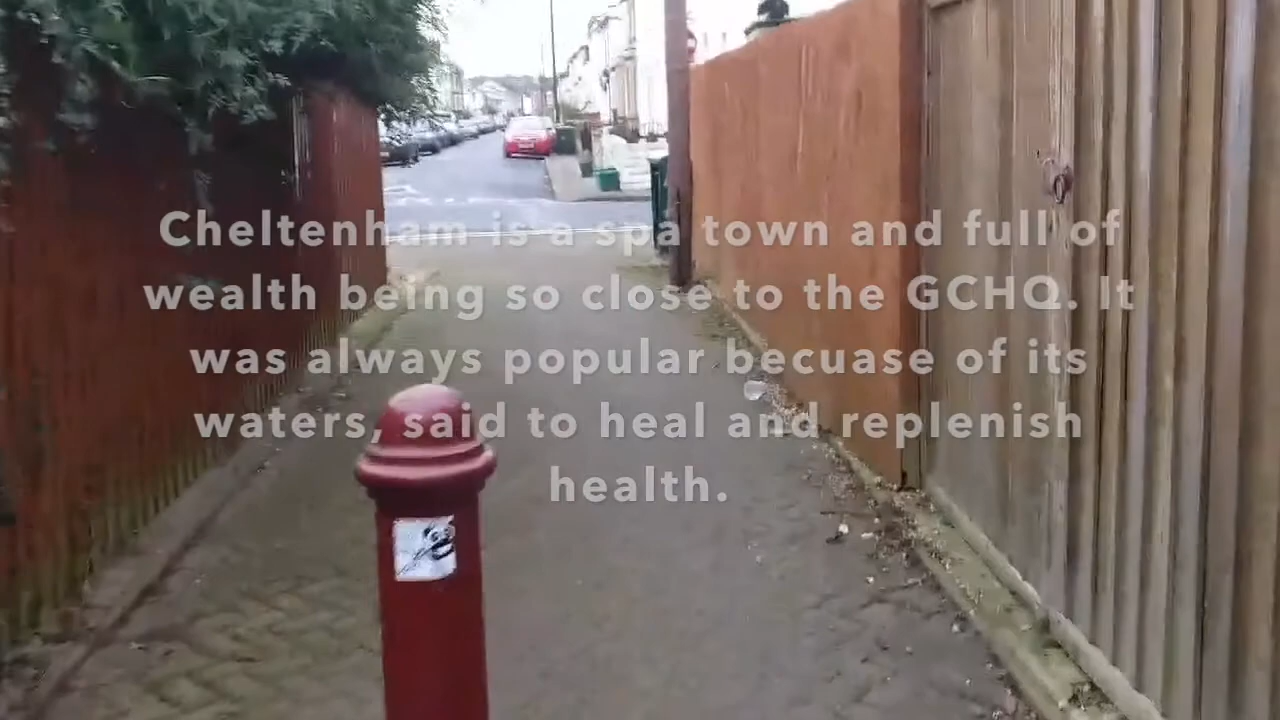 Cheltenham is a spa town and full of
wealth being so close to the GCHQ. It
was always popular becuase of its
waters, said to heal and replenish
health.